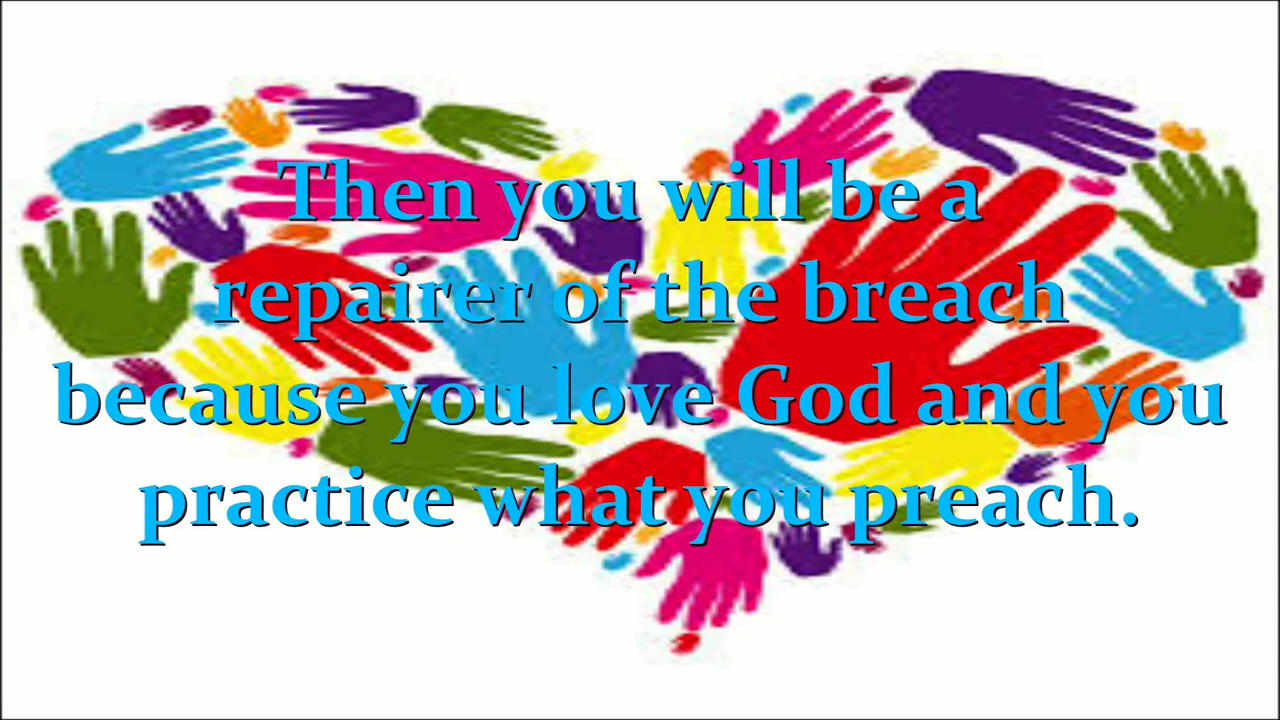 Then you will be a
repairer of the breach
because you love God and you
practice what you preach.